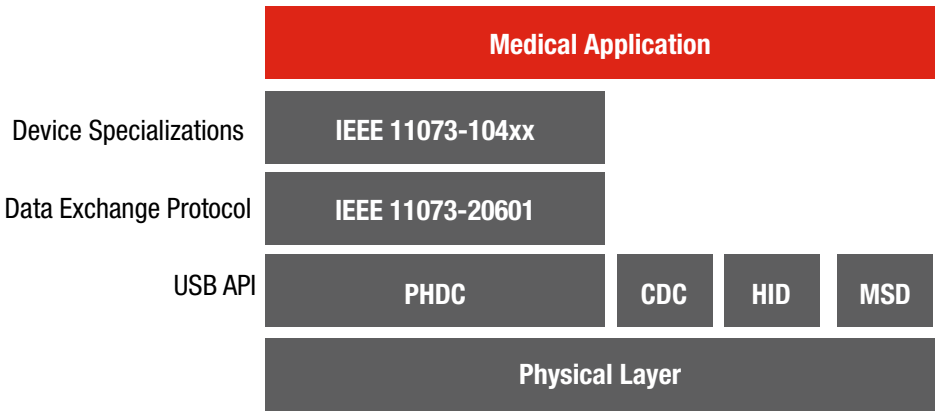 Medical Application
Device Specializations IEEE 11073-104xx
Data Exchange Protocol IEEE 11073-20601
USB API PHDC CDC HID MSD
Physical Layer